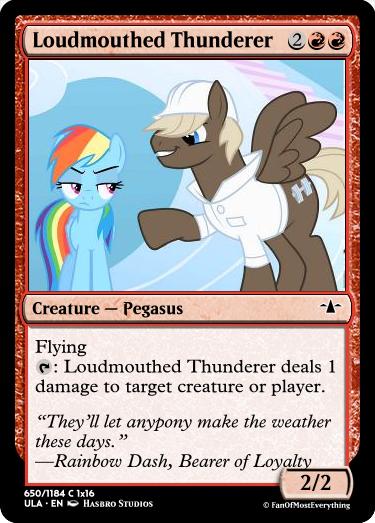 Loudmouthed Thunderer 2
Creature — Pegasus
Flying
: Loudmouthed Thunderer deals 1
damage to target creature or player.
“They’ll let anypony make the weather
these days.”
—Rainbow Dash, Bearer of Loyalty
2/2
650/1184 C 1x16
ULA • EN Hasbro Studios
© FanOfMostEverything